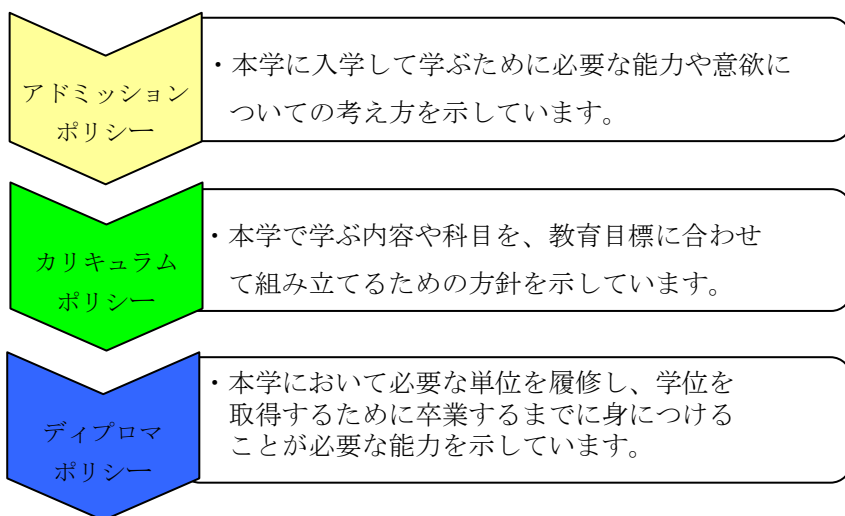 アドミッション
ポリシー
・本学に入学して学ぶために必要な能力や意欲に
ついての考え方を示しています。
カリキュラム
ポリシー
・本学で学ぶ内容や科目を、教育目標に合わせ
て組み立てるための方針を示しています。
ディプロマ
ポリシー
・本学において必要な単位を履修し、学位を
取得するために卒業するまでに身につける
ことが必要な能力を示しています。